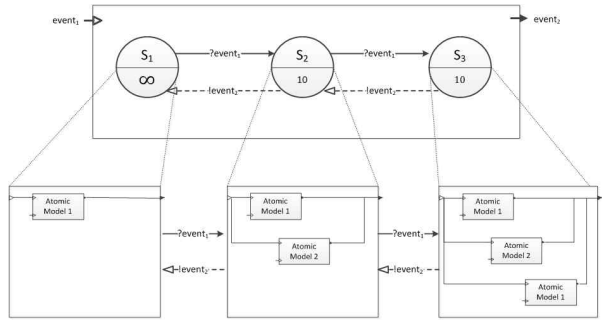 event₁
event₂
S₁
?event₁
S₂
?event₁
S₃
∞
10
10
!event₂
!event₂
Atomic
Model 1
Atomic
Model 1
Atomic
Model 1
?event₁
Atomic
Model 2
?event₁
Atomic
Model 2
!event₂
!event₂
Atomic
Model 1